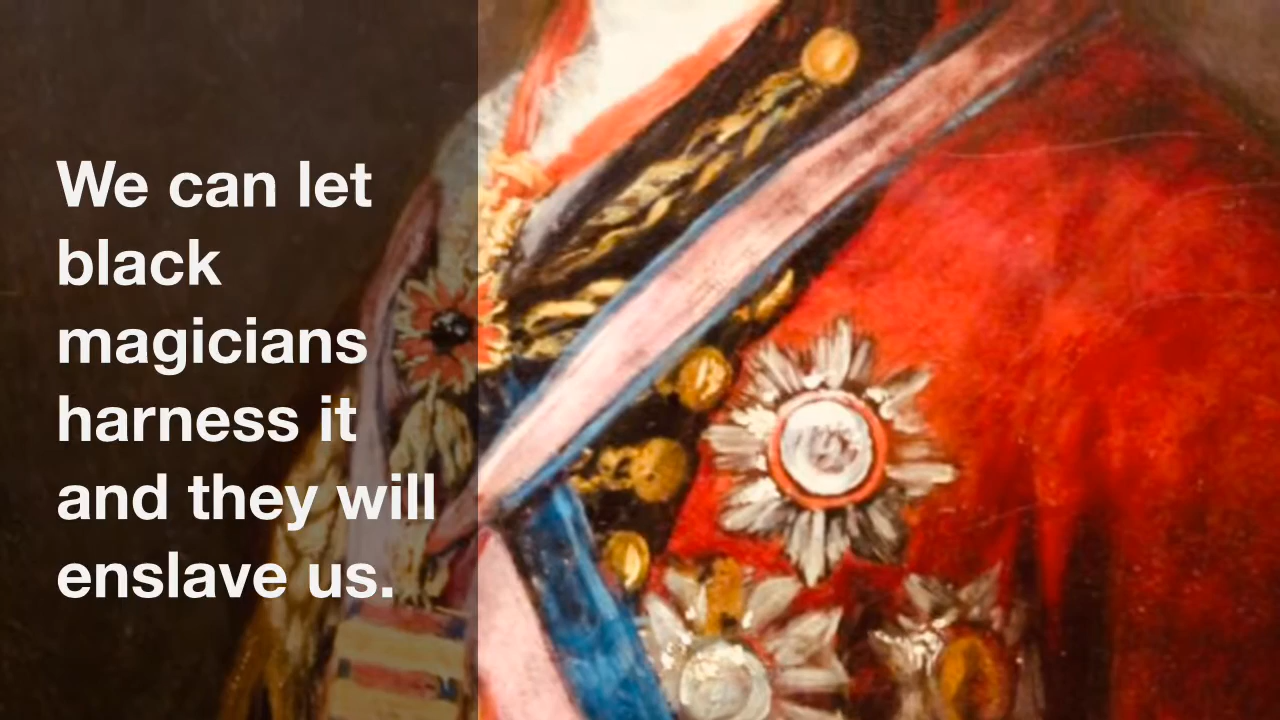 We can let
black
magicians
harness it
and they will
enslave us.